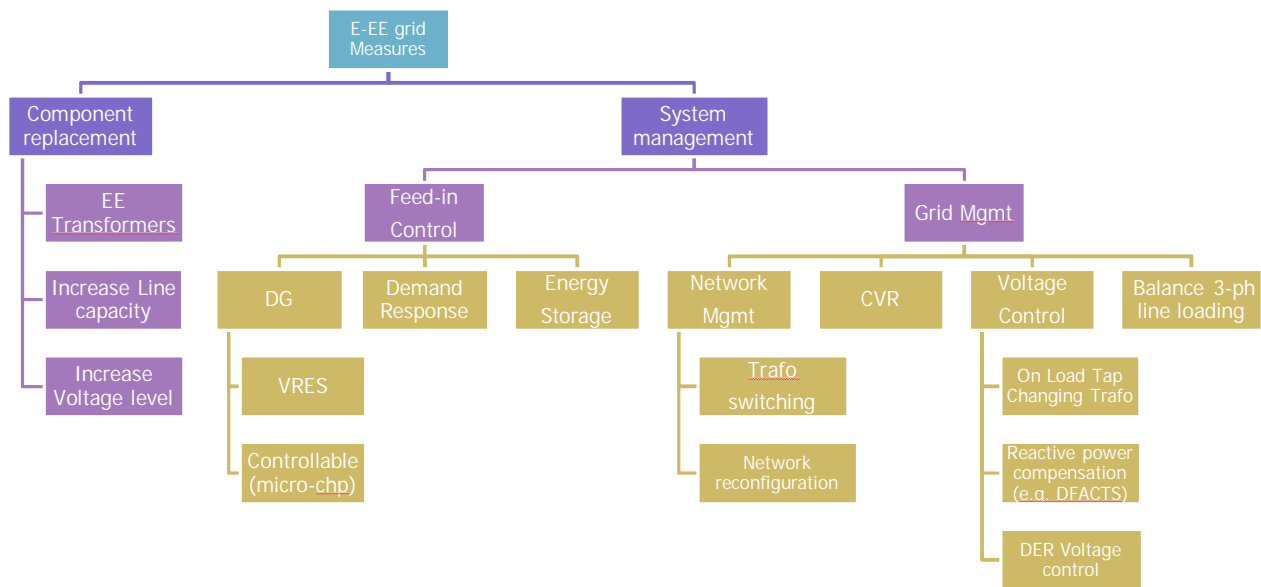 E-EE grid
Measures
Component
replacement
System
management
EE
Transformers
Increase Line
capacity
Increase
Voltage level
Feed-in
Control
Grid Mgmt
DG
Demand
Response
Energy
Storage
Network
Mgmt
CVR
Voltage
Control
Balance 3-ph
line loading
VRES
Controllable
(micro-chp)
Trafo
switching
Network
reconfiguration
On Load Tap
Changing Trafo
Reactive power
compensation
(e.g. DFACTS)
DER Voltage
control